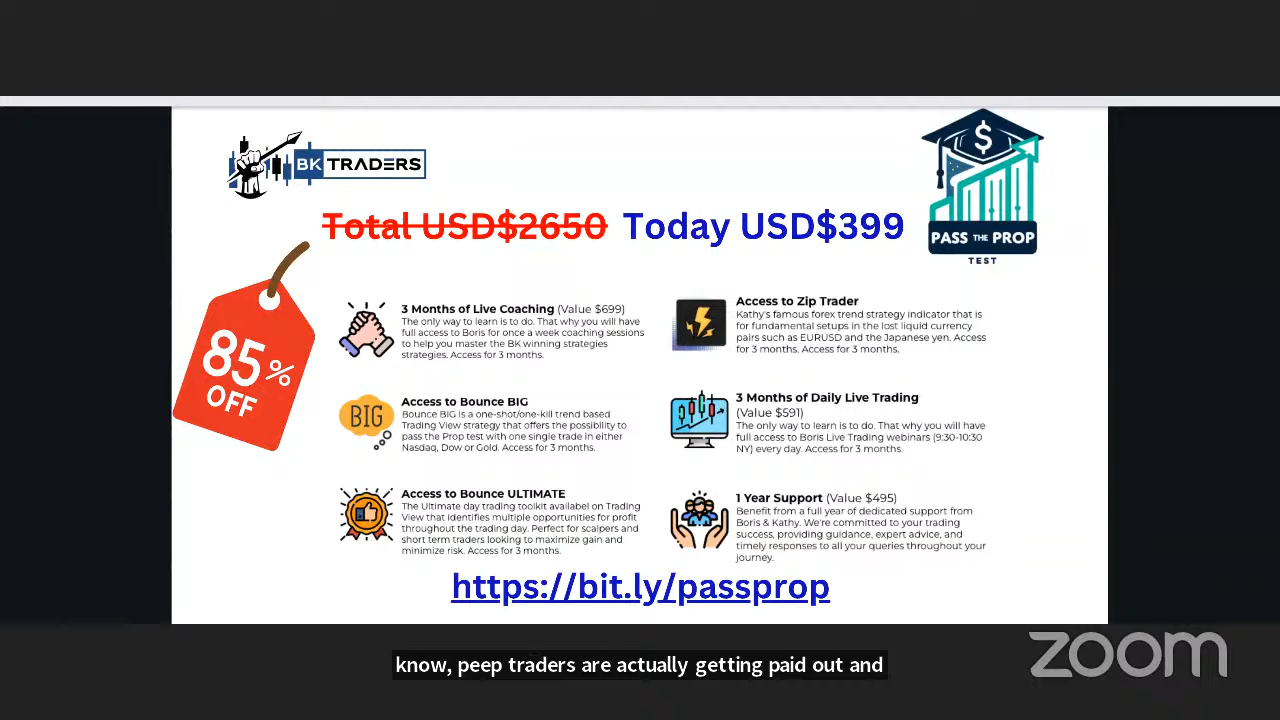 BK TRADERS
$
PASS THE PROP
TEST
Total USD$2650 Today USD$399
85%
OFF
3 Months of Live Coaching (Value $699)
The only way to learn is to do. That why you will have
full access to Boris for once a week coaching sessions
to help you master the BK winning strategies
strategies. Access for 3 months.
BIG
Access to Bounce BIG
Bounce BIG is a one-shot/one-kill trend based
Trading View strategy that offers the possibility to
pass the Prop test with one single trade in either
Nasdaq, Dow or Gold. Access for 3 months.
Access to Bounce ULTIMATE
The Ultimate day trading toolkit availabel on Trading
View that identifies multiple opportunities for profit
throughout the trading day. Perfect for scalpers and
short term traders looking to maximize gain and
minimize risk. Access for 3 months.
Access to Zip Trader
Kathy's famous forex trend strategy indicator that is
for fundamental setups in the lost liquid currency
pairs such as EURUSD and the Japanese yen. Access
for 3 months. Access for 3 months.
3 Months of Daily Live Trading
(Value $591)
The only way to learn is to do. That why you will have
full access to Boris Live Trading webinars (9:30-10:30
NY) every day. Access for 3 months.
1 Year Support (Value $495)
Benefit from a full year of dedicated support from
Boris & Kathy. We're committed to your trading
success, providing guidance, expert advice, and
timely responses to all your queries throughout your
journey.
https://bit.ly/passprop
know, peep traders are actually getting paid out and
zoom